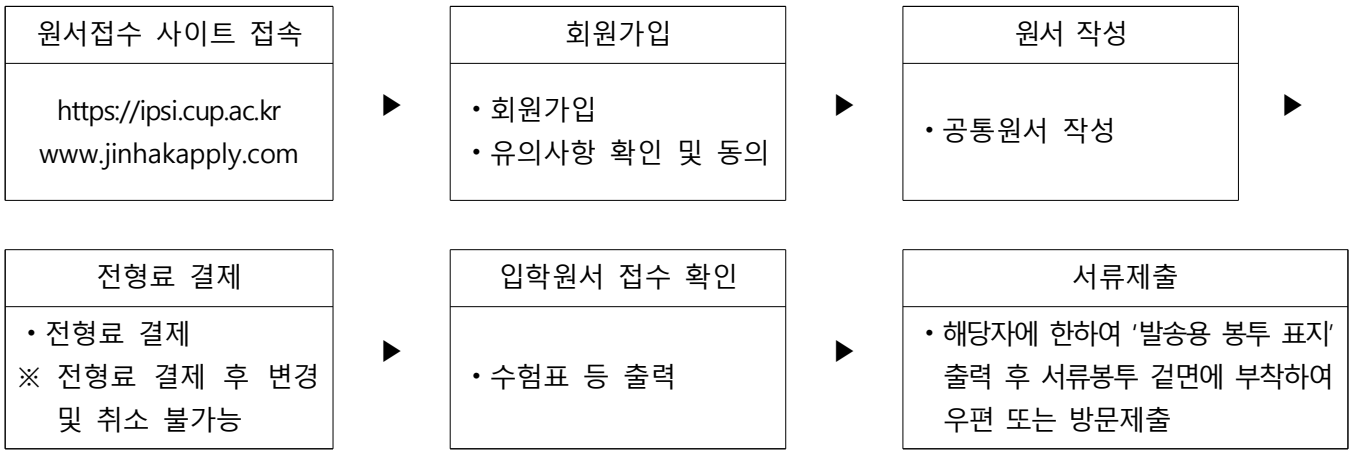 원서접수 사이트 접속
https://ipsi.cup.ac.kr
www.jinhakapply.com
▶
회원가입
・회원가입
・유의사항 확인 및 동의
▶
원서 작성
・공통원서 작성
▶
전형료 결제
・전형료 결제
※ 전형료 결제 후 변경
및 취소 불가능
▶
입학원서 접수 확인
・수험표 등 출력
▶
서류제출
・해당자에 한하여 '발송용 봉투 표지'
출력 후 서류봉투 겉면에 부착하여
우편 또는 방문제출